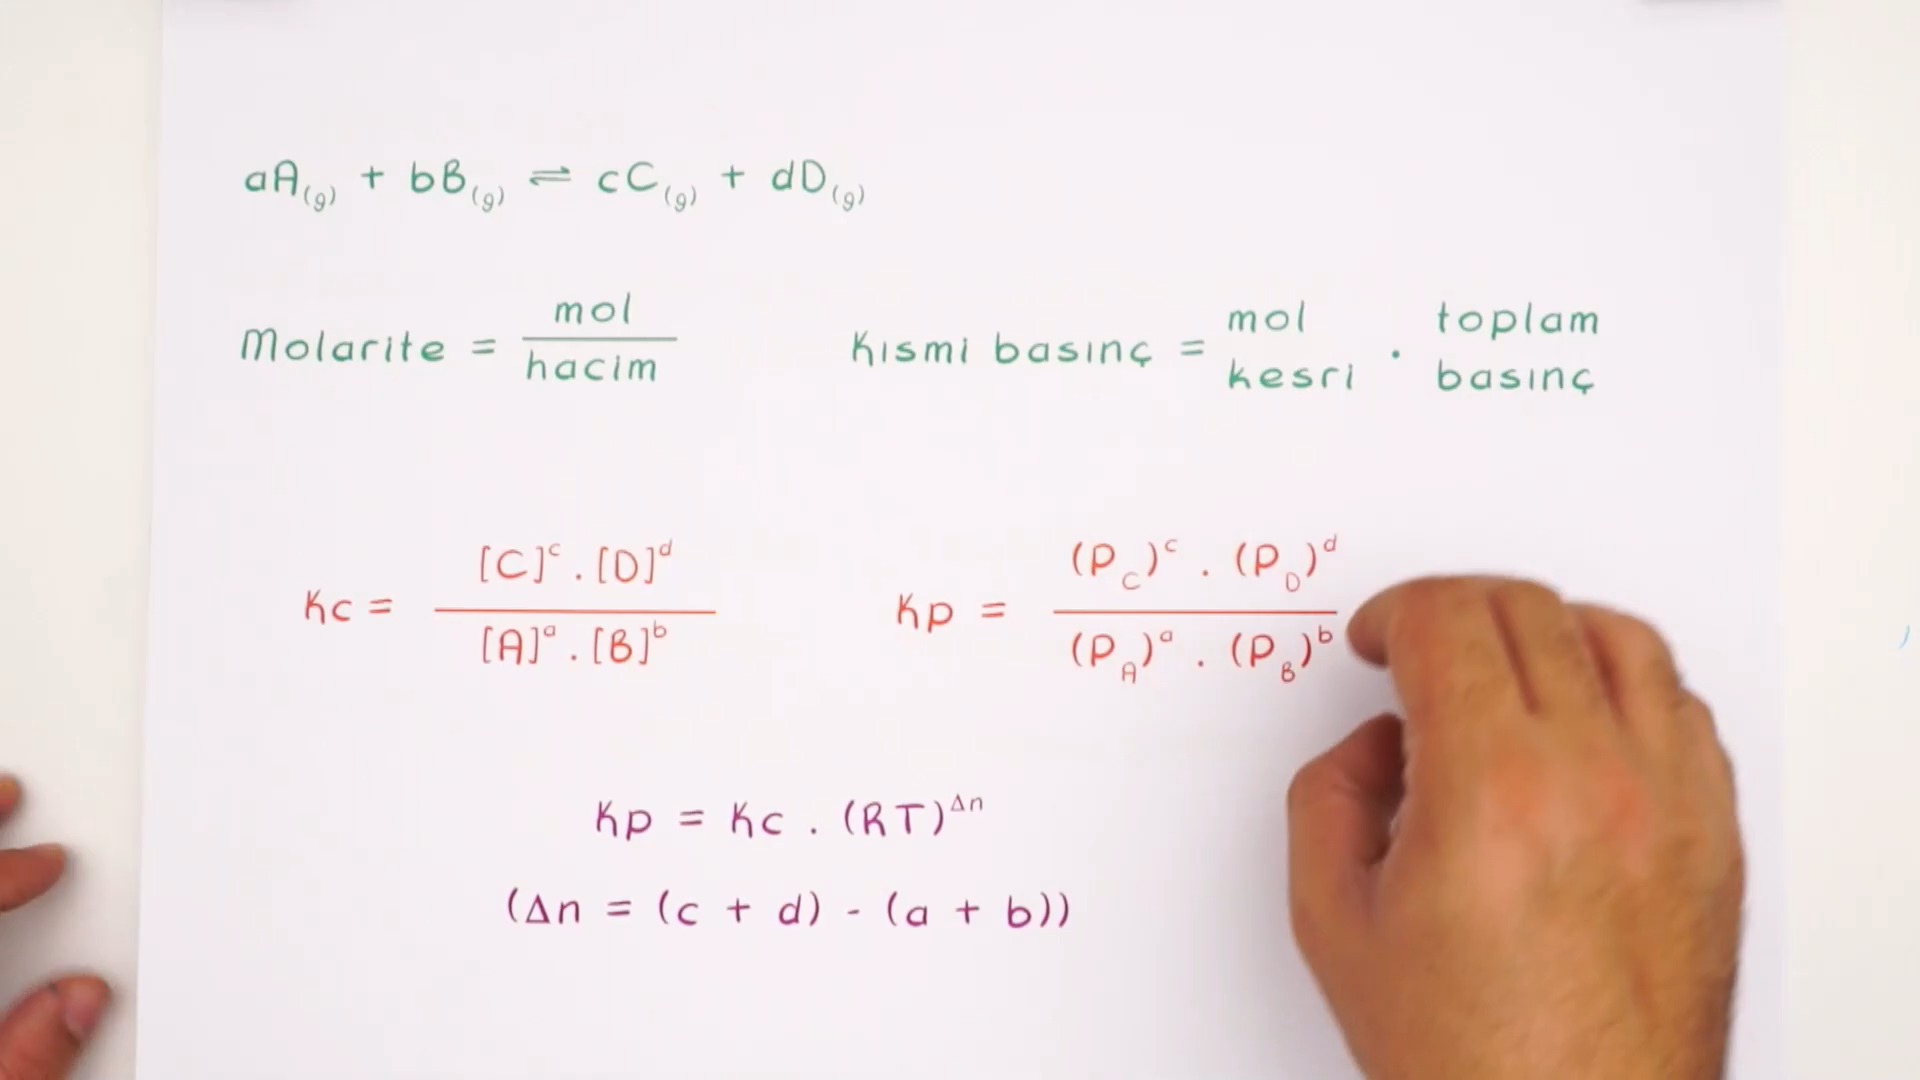 aA(g) + bB(g) ⇌ cC(g) + dD(g)
Molarite = mol / hacim
Kısmi basınç = mol kesri . toplam basınç
Kc = [C]ᶜ . [D]ᵈ / [A]ᵃ . [B]ᵇ
Kp = (P_C)ᶜ . (P_D)ᵈ / (P_A)ᵃ . (P_B)ᵇ
Kp = Kc . (RT)^Δn
(Δn = (c + d) - (a + b))